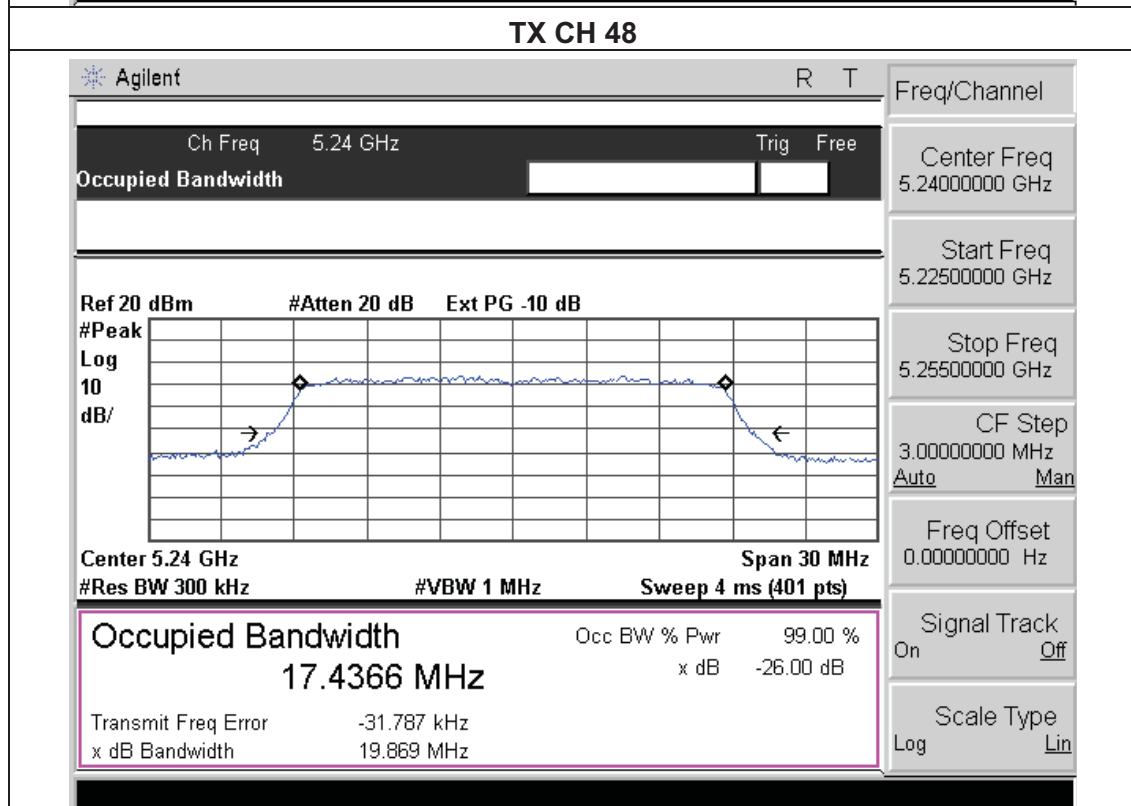 TX CH 48
Agilent R T
Freq/Channel
Ch Freq 5.24 GHz Trig Free
Occupied Bandwidth
Center Freq
5.24000000 GHz
Start Freq
5.22500000 GHz
Stop Freq
5.25500000 GHz
CF Step
3.00000000 MHz
Auto Man
Freq Offset
0.00000000 Hz
Signal Track
On Off
Scale Type
Log Lin
Ref 20 dBm #Atten 20 dB Ext PG -10 dB
#Peak
Log
10
dB/
Center 5.24 GHz Span 30 MHz
#Res BW 300 kHz #VBW 1 MHz Sweep 4 ms (401 pts)
Occupied Bandwidth
17.4366 MHz
Occ BW % Pwr 99.00 %
x dB -26.00 dB
Transmit Freq Error -31.787 kHz
x dB Bandwidth 19.869 MHz